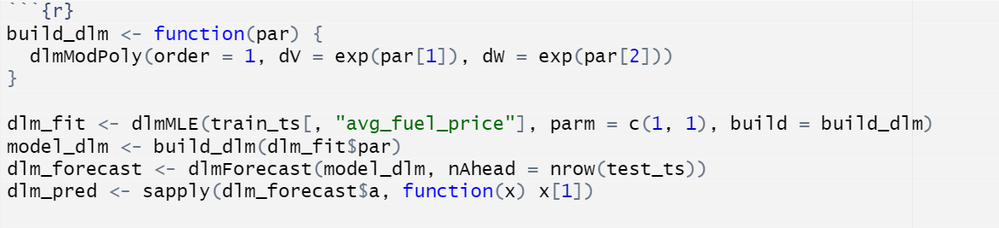 ```{r}
build_dlm <- function(par) {
  dlmModPoly(order = 1, dV = exp(par[1]), dW = exp(par[2]))
}

dlm_fit <- dlmMLE(train_ts[, "avg_fuel_price"], parm = c(1, 1), build = build_dlm)
model_dlm <- build_dlm(dlm_fit$par)
dlm_forecast <- dlmForecast(model_dlm, nAhead = nrow(test_ts))
dlm_pred <- sapply(dlm_forecast$a, function(x) x[1])